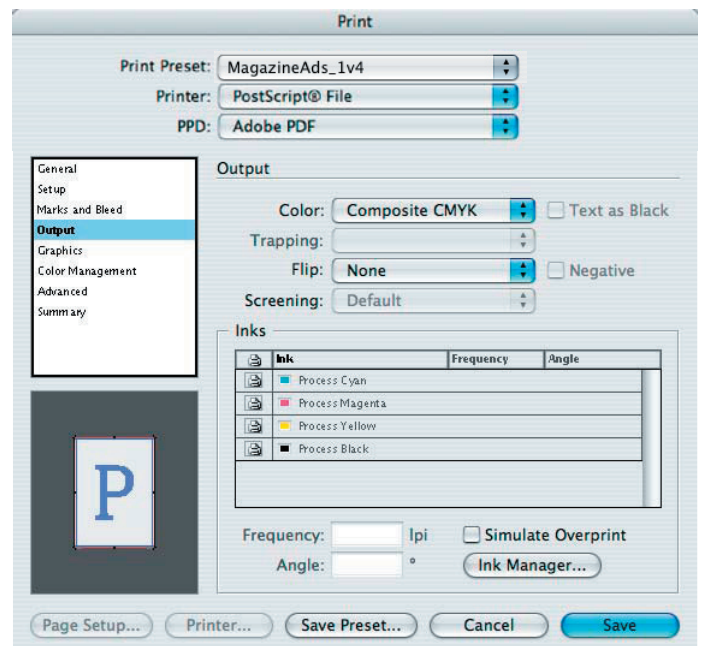 Print
Print Preset: MagazineAds_1v4
Printer: PostScript® File
PPD: Adobe PDF
General
Setup
Marks and Bleed
Output
Graphics
Color Management
Advanced
Summary
Output
Color: Composite CMYK Text as Black
Trapping:
Flip: None Negative
Screening: Default
Inks
Ink Frequency Angle
Process Cyan
Process Magenta
Process Yellow
Process Black
P
Frequency: lpi Simulate Overprint
Angle: ° Ink Manager...
Page Setup... Printer... Save Preset... Cancel Save